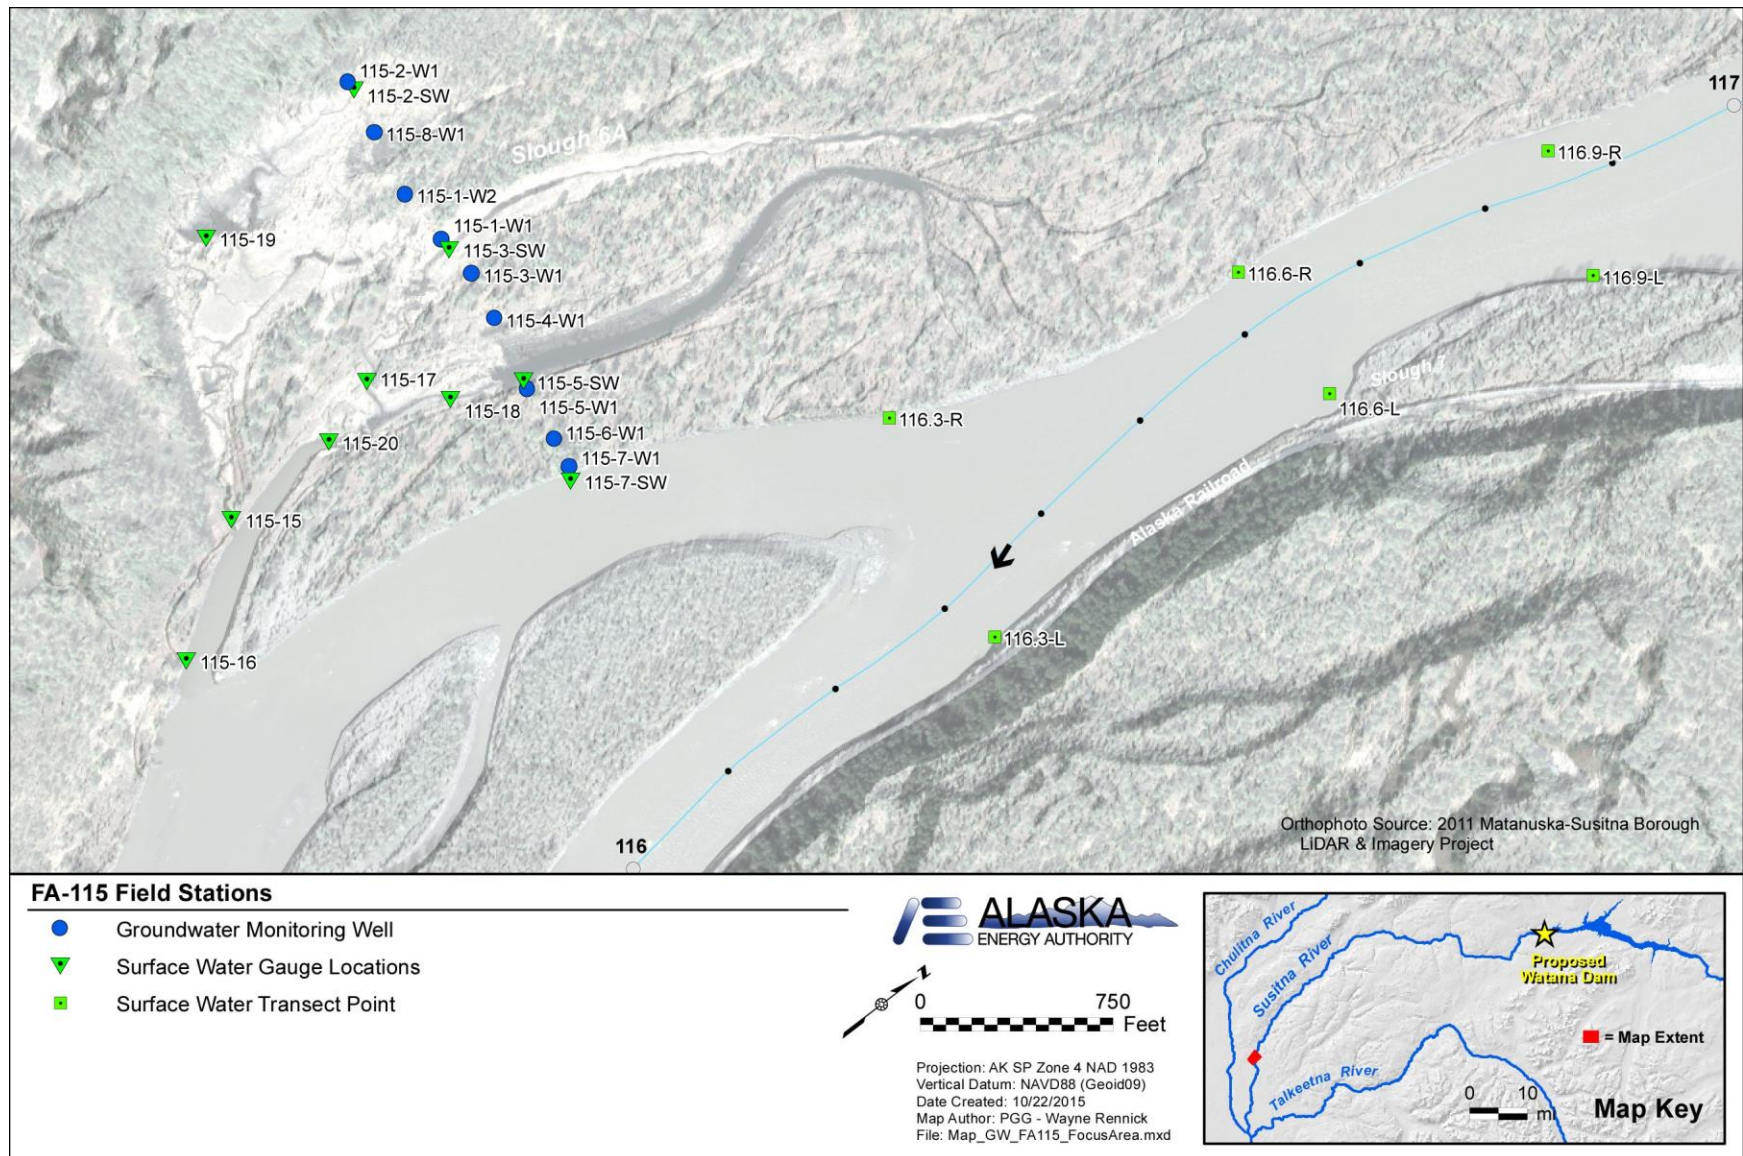 117
115-2-W1
115-2-SW
115-8-W1
Slough 6A
116.9-R
115-1-W2
115-1-W1
115-19
115-3-SW
115-3-W1
116.6-R
116.9-L
115-4-W1
115-17
115-5-SW
Slough 7
115-18
115-5-W1
116.6-L
116.3-R
115-20
115-6-W1
115-7-W1
115-7-SW
Alaska Railroad
115-15
116.3-L
115-16
116
Orthophoto Source: 2011 Matanuska-Susitna Borough
LiDAR & Imagery Project
FA-115 Field Stations
Groundwater Monitoring Well
Surface Water Gauge Locations
Surface Water Transect Point
ALASKA
ENERGY AUTHORITY
Z
0 750
Feet
Projection: AK SP Zone 4 NAD 1983
Vertical Datum: NAVD88 (Geoid09)
Date Created: 10/22/2015
Map Author: PGG - Wayne Rennick
File: Map_GW_FA115_FocusArea.mxd
Chulitna River
Susitna River
Proposed
Watana Dam
= Map Extent
Talkeetna River
0 10
mi
Map Key